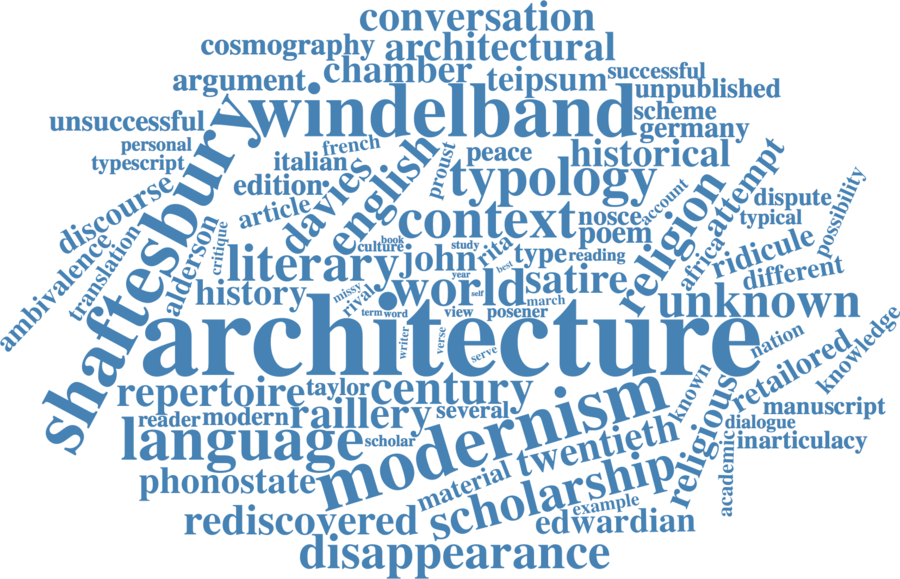 conversation
cosmography architectural
argument chamber teipsum successful
unpublished
windelband
scheme
unsuccessful germany
personal french
typescript italian peace historical
proust
english
davies
shaftesbury
edition typology
discourse article
account
attempt
religion
dispute
typical
possibility
context nosce
poem
critique
alderson
translation
ambivalence
culture book
literary john study rita type reading
africa
ridicule
different
history missy rival world year self best satire
term word view march posener
unknown
architecture
writer verse serve
nation
knowledge
retailored
repertoire taylor century
known
reader modern raillery several
modernism
religious
manuscript
dialogue
language scholar
inarticulacy
academic
twentieth
phonostate material
scholarship
example
rediscovered edwardian
disappearance